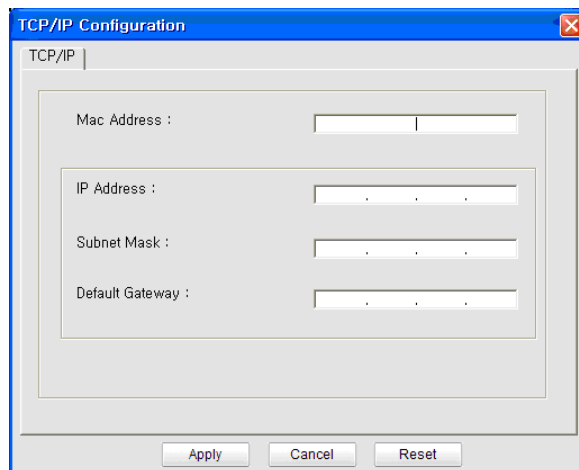 TCP/IP Configuration
TCP/IP
Mac Address :
IP Address :
. . .
Subnet Mask :
. . .
Default Gateway :
. . .
Apply Cancel Reset